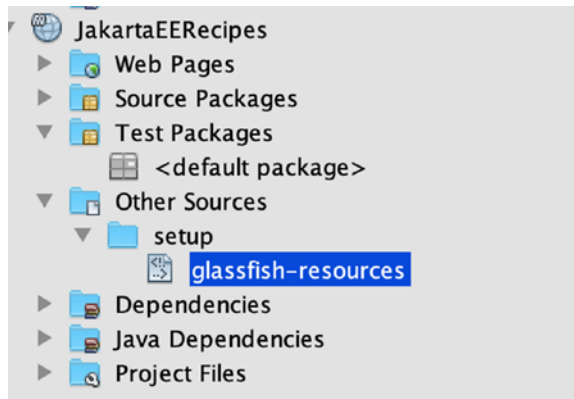 JakartaEERecipes
Web Pages
Source Packages
Test Packages
<default package>
Other Sources
setup
glassfish-resources
Dependencies
Java Dependencies
Project Files